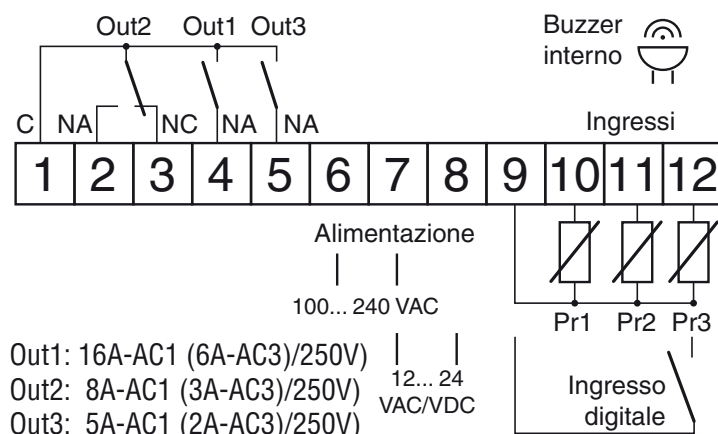 Out2 Out1 Out3
Buzzer
interno
C NA NC NA NA
Ingressi
1 2 3 4 5 6 7 8 9 10 11 12
Alimentazione
100... 240 VAC
Pr1 Pr2 Pr3
Out1: 16A-AC1 (6A-AC3)/250V)
Out2: 8A-AC1 (3A-AC3)/250V)
Out3: 5A-AC1 (2A-AC3)/250V)
12... 24
VAC/VDC
Ingresso
digitale